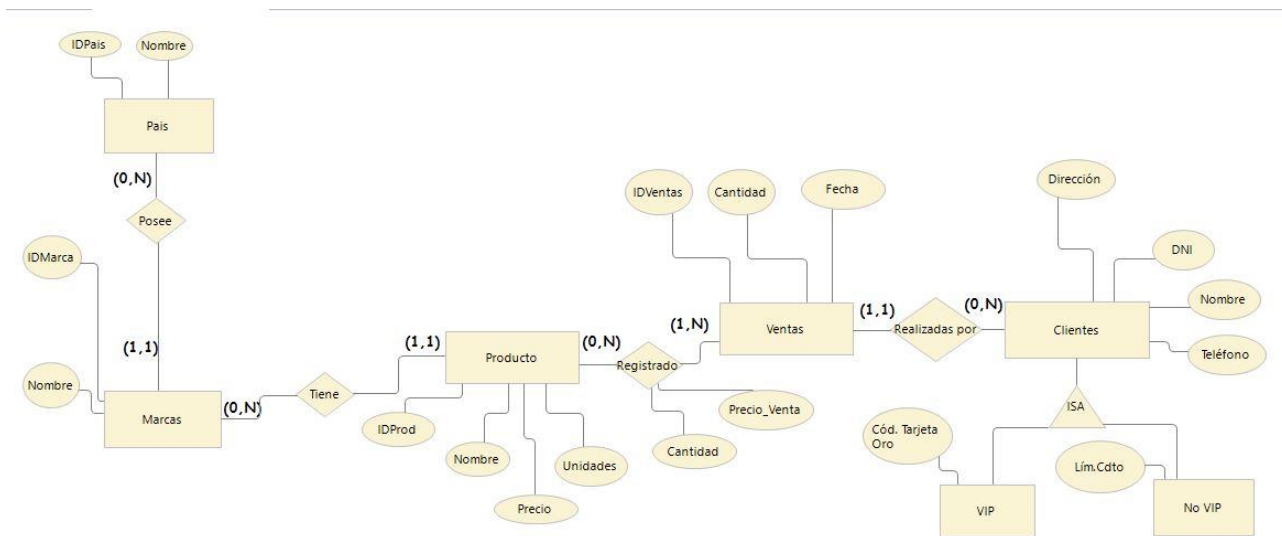 IDPais
Nombre
Pais
(0,N)
Posee
IDMarca
(1,1)
Nombre
Marcas
(0,N)
Tiene
(1,1)
Producto
(0,N)
IDProd
Nombre
Precio
Unidades
Registrado
Cantidad
Precio_Venta
(1,N)
IDVentas
Cantidad
Fecha
Ventas
(1,1)
Realizadas por
(0,N)
Dirección
DNI
Nombre
Clientes
Teléfono
ISA
Cód. Tarjeta
Oro
VIP
Lím.Cdto
No VIP